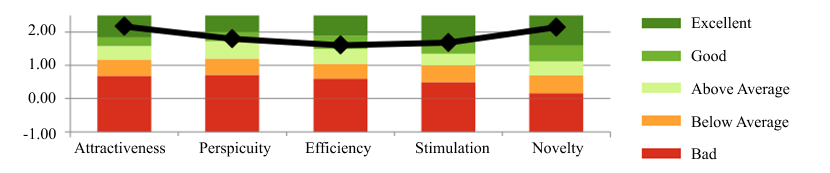 2.00
1.00
0.00
-1.00
Attractiveness Perspicuity Efficiency Stimulation Novelty
Excellent
Good
Above Average
Below Average
Bad